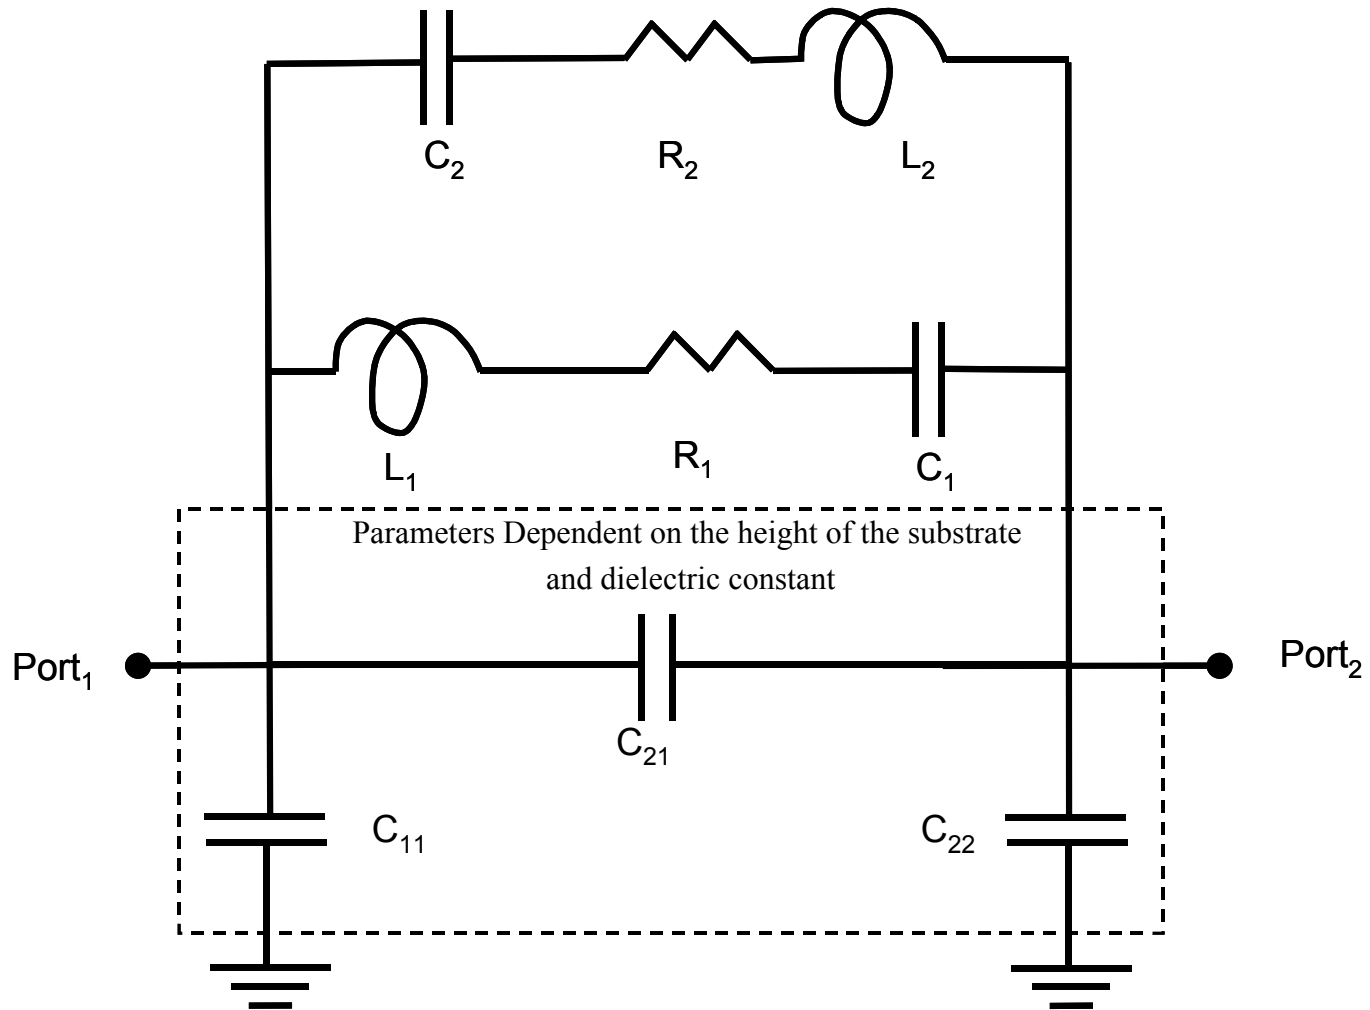 C2
R2
L2
L1
R1
C1
Parameters Dependent on the height of the substrate
and dielectric constant
Port1
Port2
C21
C11
C22